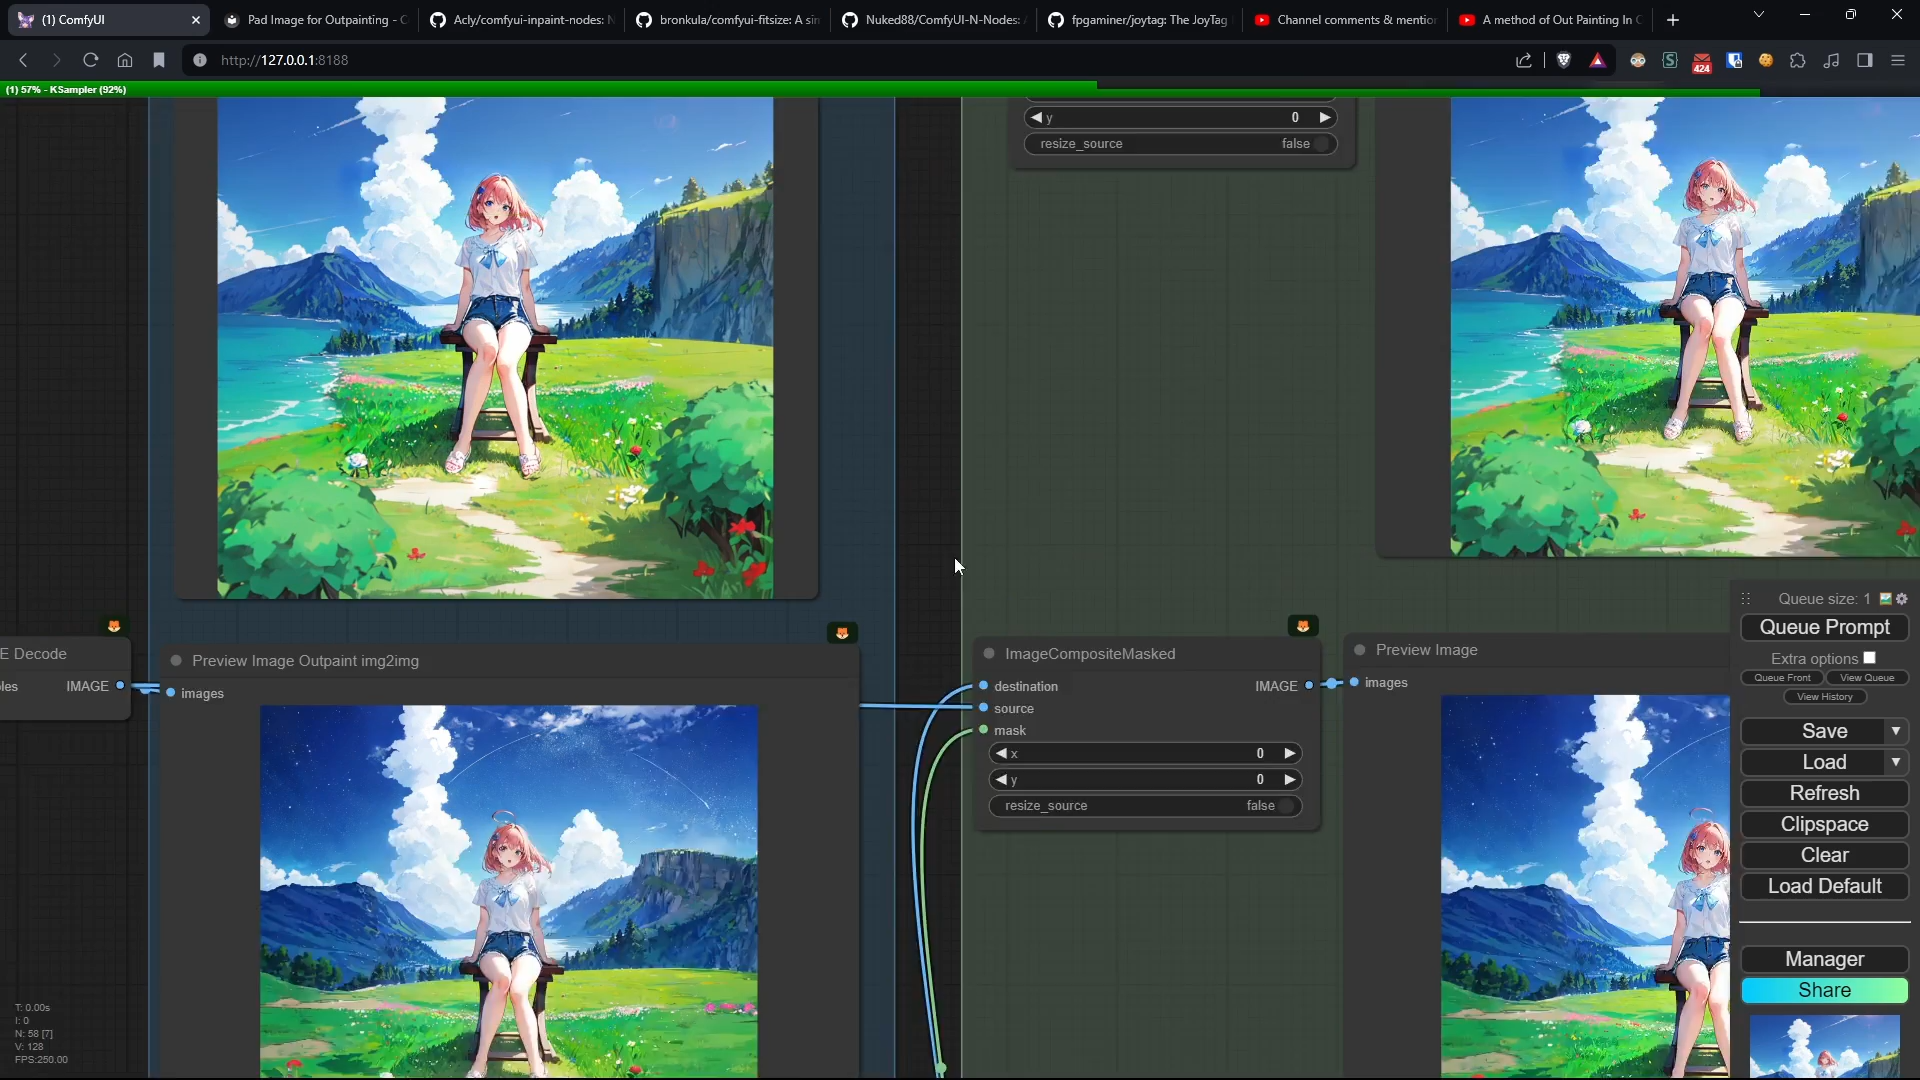 (1) ComfyUI
Pad Image for Outpainting - C
Acly/comfyui-inpaint-nodes: N
bronkula/comfyui-fitsize: A sim
Nuked88/ComfyUI-N-Nodes:
fpgaminer/joytag: The JoyTag
Channel comments & mention
A method of Out Painting In C
http://127.0.0.1:8188
424
(1) 57% - KSampler (92%)
y 0
resize_source false
E Decode
les IMAGE
Preview Image Outpaint img2img
images
ImageCompositeMasked
destination IMAGE
source
mask
x 0
y 0
resize_source false
Preview Image
images
Queue size: 1
Queue Prompt
Extra options
Queue Front View Queue
View History
Save
Load
Refresh
Clipspace
Clear
Load Default
Manager
Share
T: 0.00s
I: 0
N: 58 [7]
V: 128
FPS:250.00